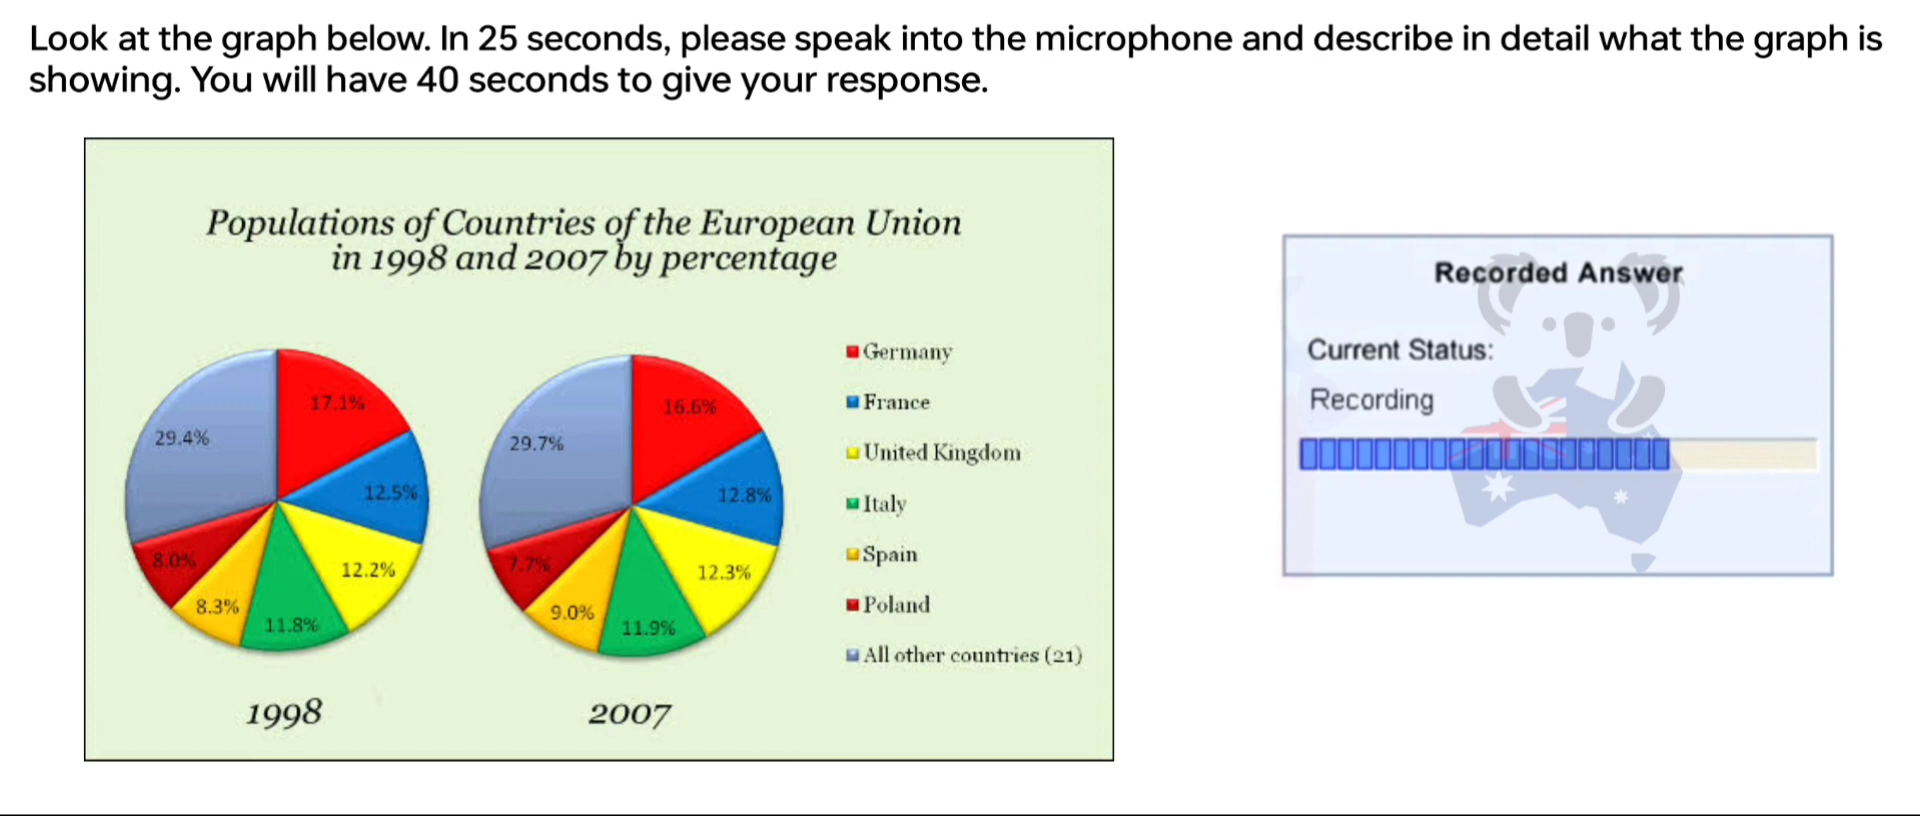 Look at the graph below. In 25 seconds, please speak into the microphone and describe in detail what the graph is
showing. You will have 40 seconds to give your response.
Populations of Countries of the European Union
in 1998 and 2007 by percentage
17.1%
12.5%
12.2%
11.8%
8.3%
8.0%
29.4%
1998
16.6%
12.8%
12.3%
11.9%
9.0%
7.7%
29.7%
2007
Germany
France
United Kingdom
Italy
Spain
Poland
All other countries (21)
Recorded Answer
Current Status:
Recording